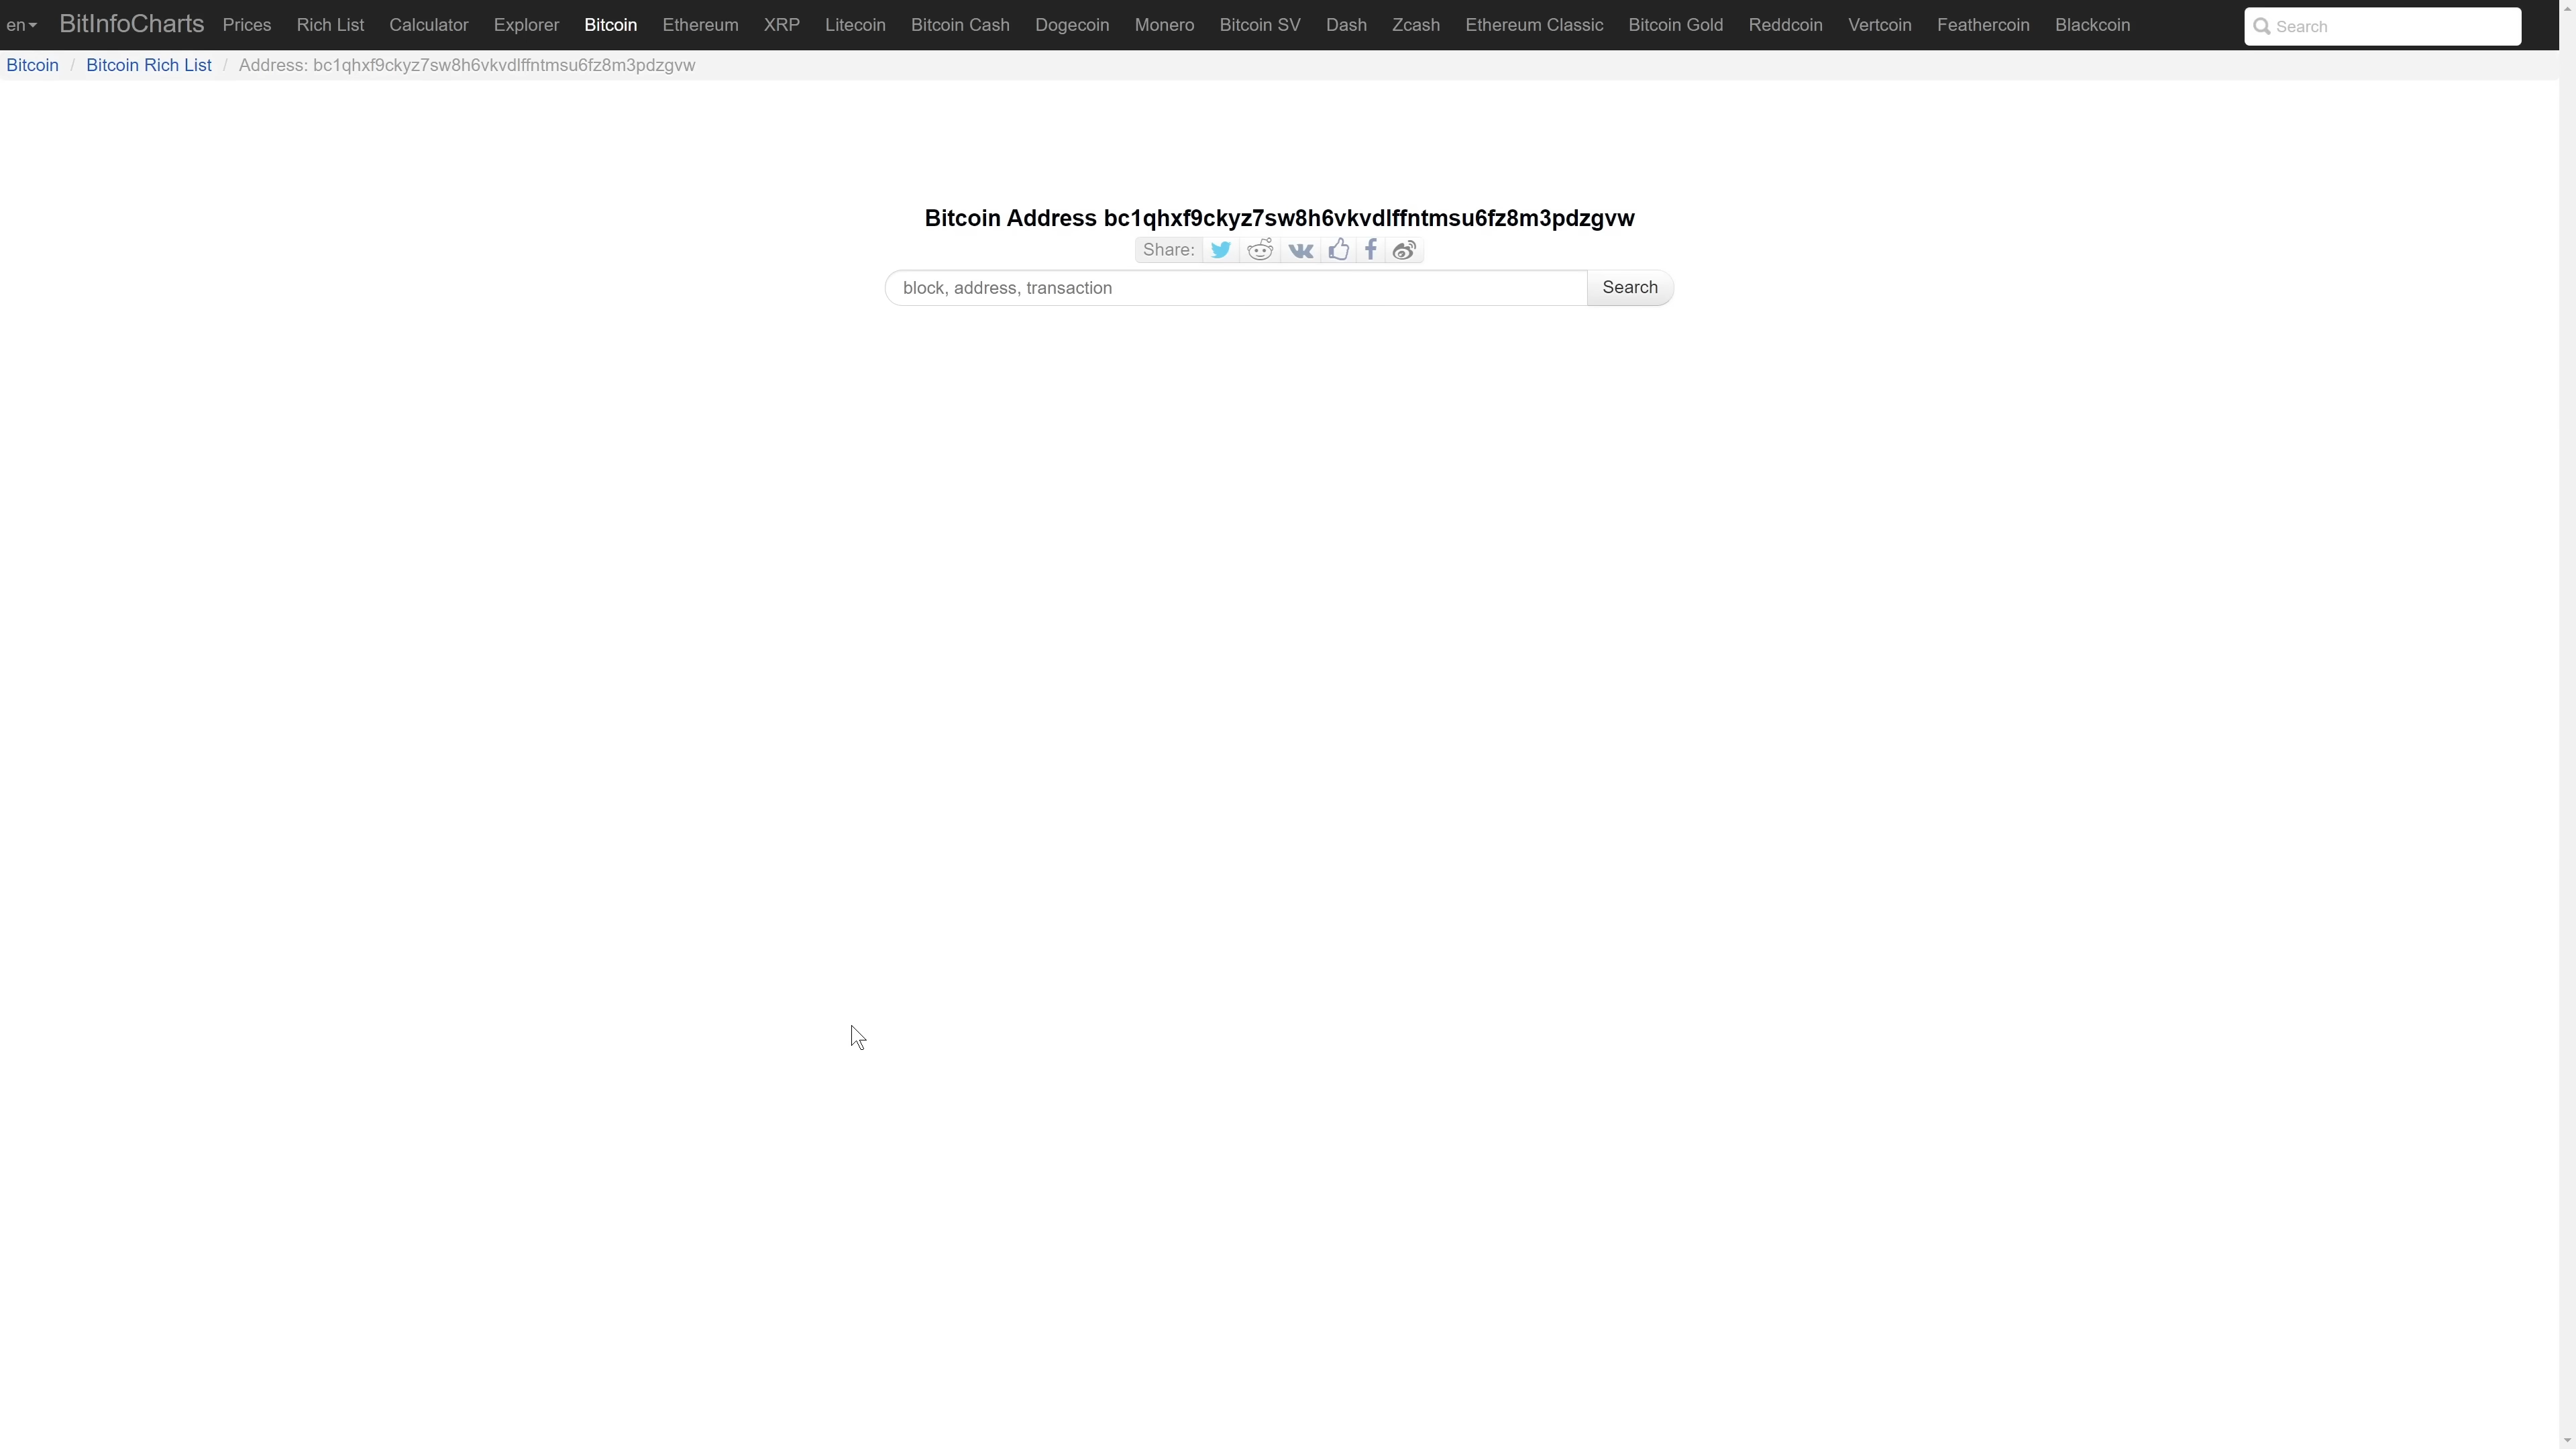 en BitInfoCharts Prices Rich List Calculator Explorer Bitcoin Ethereum XRP Litecoin Bitcoin Cash Dogecoin Monero Bitcoin SV Dash Zcash Ethereum Classic Bitcoin Gold Reddcoin Vertcoin Feathercoin Blackcoin Search
Bitcoin / Bitcoin Rich List / Address: bc1qhxf9ckyz7sw8h6vkvdlffntmsu6fz8m3pdzgvw
Bitcoin Address bc1qhxf9ckyz7sw8h6vkvdlffntmsu6fz8m3pdzgvw
Share:
block, address, transaction Search